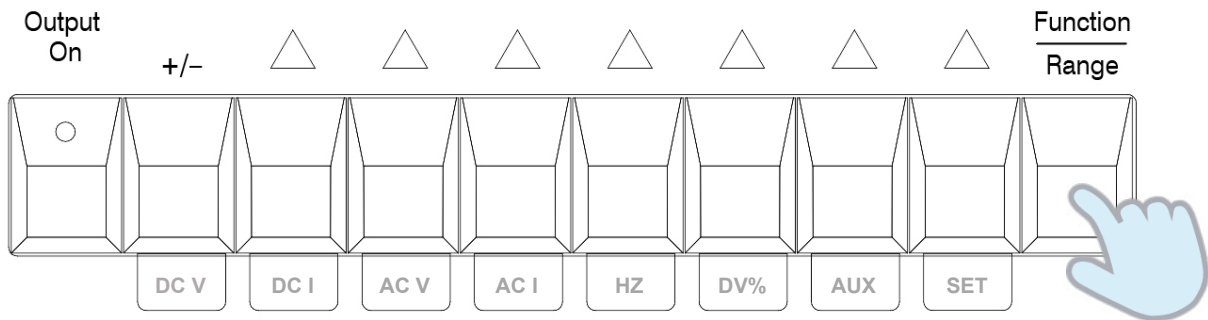 Output
On
+/−
Function
Range
DC V
DC I
AC V
AC I
HZ
DV%
AUX
SET